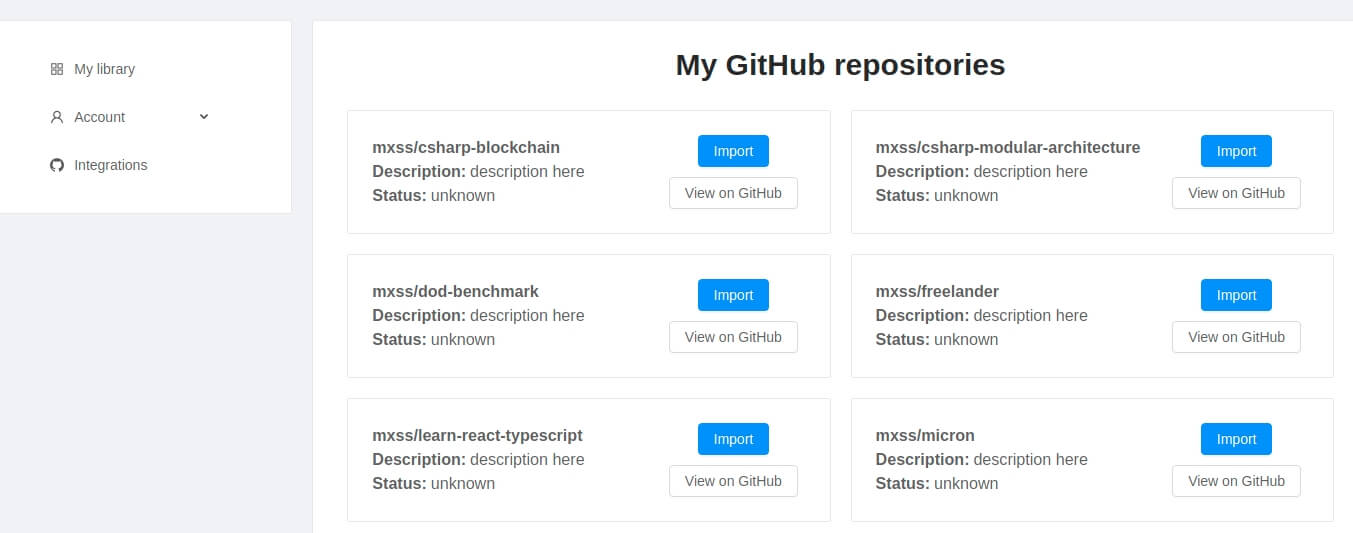 My library
Account
Integrations
My GitHub repositories
mxss/csharp-blockchain
Description: description here
Status: unknown
Import
View on GitHub
mxss/csharp-modular-architecture
Description: description here
Status: unknown
Import
View on GitHub
mxss/dod-benchmark
Description: description here
Status: unknown
Import
View on GitHub
mxss/freelander
Description: description here
Status: unknown
Import
View on GitHub
mxss/learn-react-typescript
Description: description here
Status: unknown
Import
View on GitHub
mxss/micron
Description: description here
Status: unknown
Import
View on GitHub